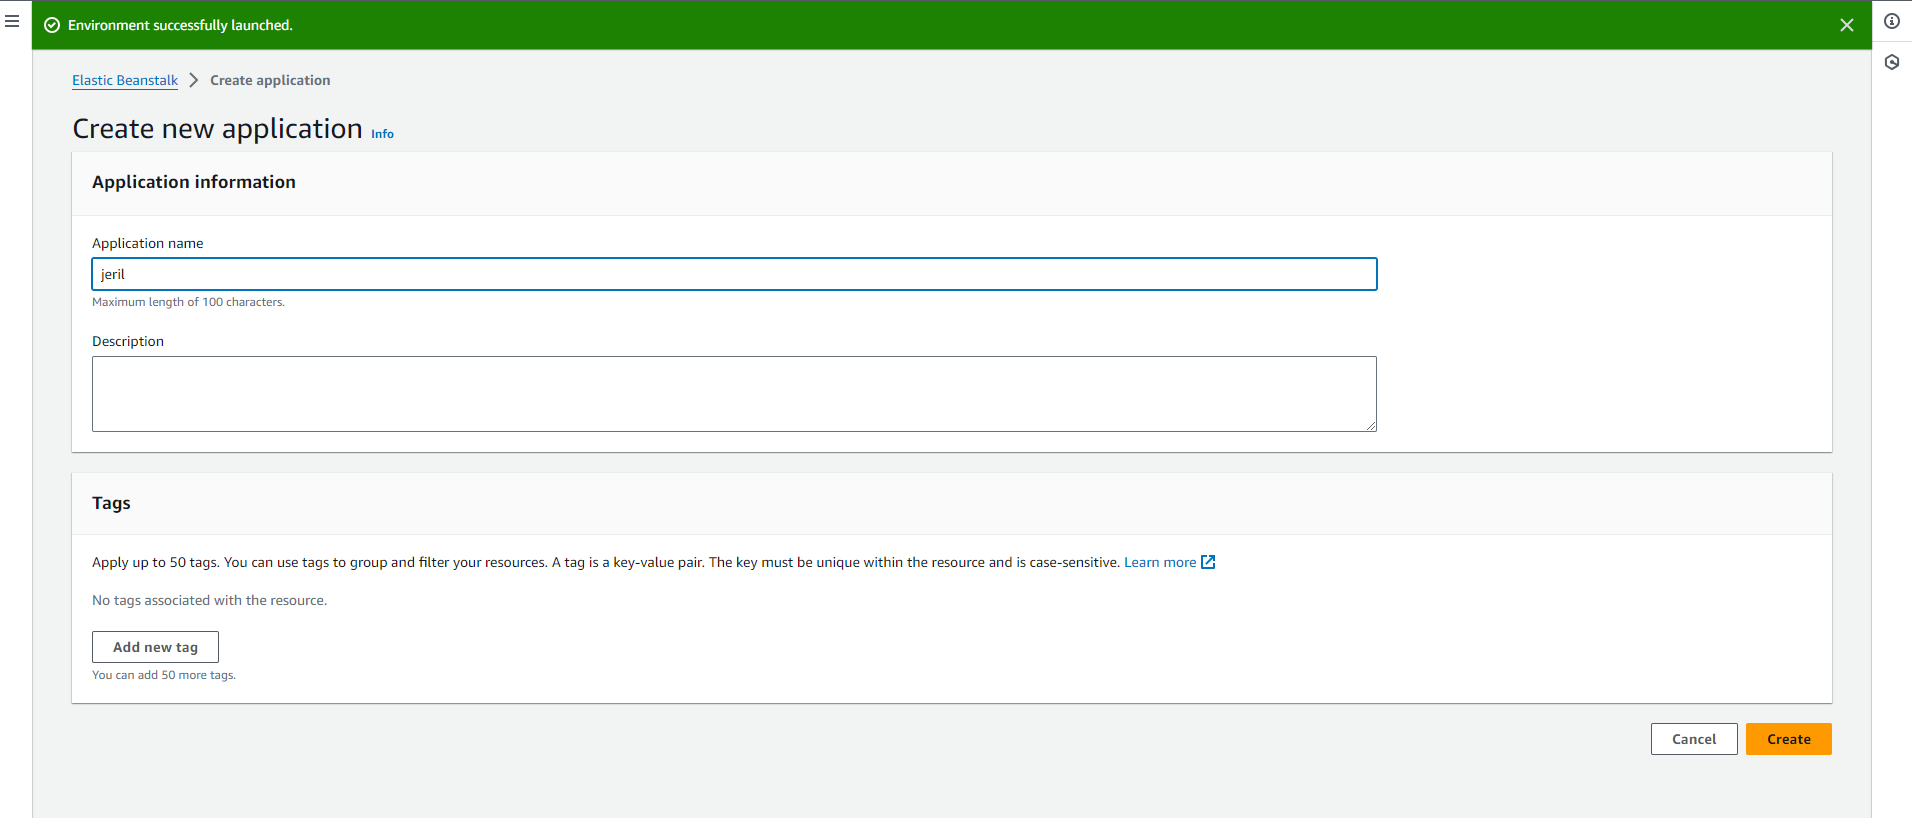 Environment successfully launched.
Elastic Beanstalk > Create application
Create new application Info
Application information
Application name
jeril
Maximum length of 100 characters.
Description
Tags
Apply up to 50 tags. You can use tags to group and filter your resources. A tag is a key-value pair. The key must be unique within the resource and is case-sensitive. Learn more
No tags associated with the resource.
Add new tag
You can add 50 more tags.
Cancel Create